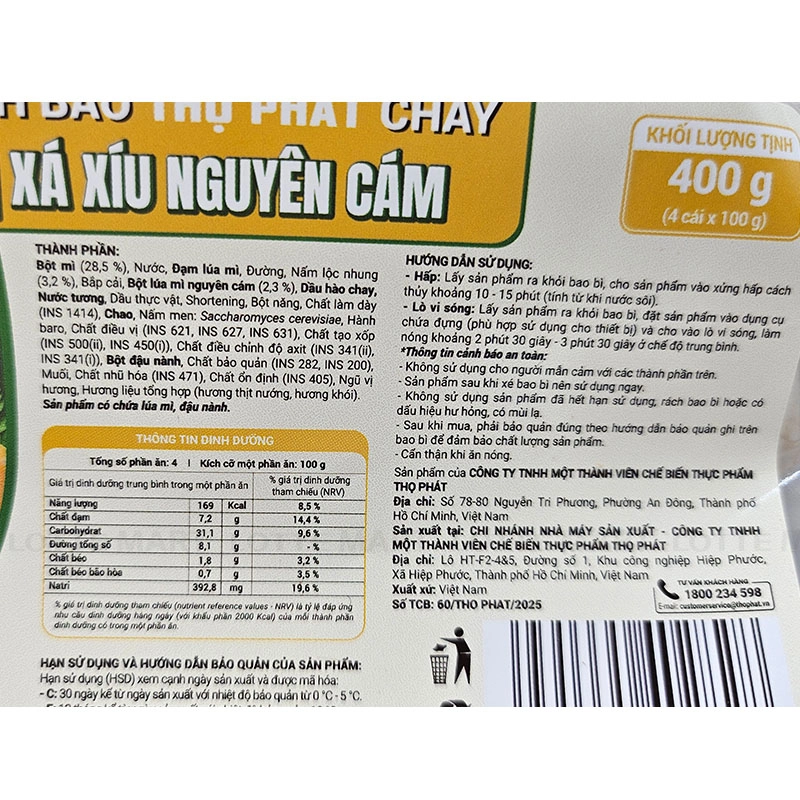 BAO THỌ PHÁT CHAY
XÁ XÍU NGUYÊN CÁM
KHỐI LƯỢNG TỊNH
400 g
(4 cái x 100 g)
THÀNH PHẦN:
Bột mì (28,5 %), Nước, Đạm lúa mì, Đường, Nấm lộc nhung
(3,2 %), Bắp cải, Bột lúa mì nguyên cám (2,3 %), Dầu hào chay,
Nước tương, Dầu thực vật, Shortening, Bột năng, Chất làm dày
(INS 1414), Chao, Nấm men: Saccharomyces cerevisiae, Hành
baro, Chất điều vị (INS 621, INS 627, INS 631), Chất tạo xốp
(INS 500(ii), INS 450(i)), Chất điều chỉnh độ axit (INS 341(ii),
INS 341(i)), Bột đậu nành, Chất bảo quản (INS 282, INS 200),
Muối, Chất nhũ hóa (INS 471), Chất ổn định (INS 405), Ngũ vị
hương, Hương liệu tổng hợp (hương thịt nướng, hương khói).
Sản phẩm có chứa lúa mì, đậu nành.
THÔNG TIN DINH DƯỠNG
Tổng số phần ăn: 4 | Kích cỡ một phần ăn: 100 g
Giá trị dinh dưỡng trung bình trong một phần ăn
% giá trị dinh dưỡng
tham chiếu (NRV)
Năng lượng 169 Kcal 8,5 %
Chất đạm 7,2 g 14,4 %
Carbohydrat 31,1 g 9,6 %
Đường tổng số 8,1 g - %
Chất béo 1,8 g 3,2 %
Chất béo bão hòa 0,7 g 3,5 %
Natri 392,8 mg 19,6 %
% giá trị dinh dưỡng tham chiếu (nutrient reference values - NRV) là tỷ lệ đáp ứng
nhu cầu dinh dưỡng hàng ngày (với khẩu phần 2000 Kcal) của mỗi thành phần
dinh dưỡng có trong một phần ăn.
HẠN SỬ DỤNG VÀ HƯỚNG DẪN BẢO QUẢN CỦA SẢN PHẨM:
Hạn sử dụng (HSD) xem cạnh ngày sản xuất và được mã hóa:
- C: 30 ngày kể từ ngày sản xuất với nhiệt độ bảo quản từ 0 °C - 5 °C.
HƯỚNG DẪN SỬ DỤNG:
- Hấp: Lấy sản phẩm ra khỏi bao bì, cho sản phẩm vào xửng hấp cách
thủy khoảng 10 - 15 phút (tính từ khi nước sôi).
- Lò vi sóng: Lấy sản phẩm ra khỏi bao bì, đặt sản phẩm vào dụng cụ
chứa đựng (phù hợp sử dụng cho thiết bị) và cho vào lò vi sóng, làm
nóng khoảng 2 phút 30 giây - 3 phút 30 giây ở chế độ trung bình.
*Thông tin cảnh báo an toàn:
- Không sử dụng cho người mẫn cảm với các thành phần trên.
- Sản phẩm sau khi xé bao bì nên sử dụng ngay.
- Không sử dụng sản phẩm đã hết hạn sử dụng, rách bao bì hoặc có
dấu hiệu hư hỏng, có mùi lạ.
- Sau khi mua, phải bảo quản đúng theo hướng dẫn bảo quản ghi trên
bao bì để đảm bảo chất lượng sản phẩm.
- Cẩn thận khi ăn nóng.
Sản phẩm của CÔNG TY TNHH MỘT THÀNH VIÊN CHẾ BIẾN THỰC PHẨM
THỌ PHÁT
Địa chỉ: Số 78-80 Nguyễn Tri Phương, Phường An Đông, Thành phố
Hồ Chí Minh, Việt Nam
Sản xuất tại: CHI NHÁNH NHÀ MÁY SẢN XUẤT - CÔNG TY TNHH
MỘT THÀNH VIÊN CHẾ BIẾN THỰC PHẨM THỌ PHÁT
Địa chỉ: Lô HT-F2-4&5, Đường số 1, Khu công nghiệp Hiệp Phước,
Xã Hiệp Phước, Thành phố Hồ Chí Minh, Việt Nam
Xuất xứ: Việt Nam
Số TCB: 60/THO PHAT/2025
TƯ VẤN KHÁCH HÀNG
1800 234 598
E-mail: customerservice@thophat.vn